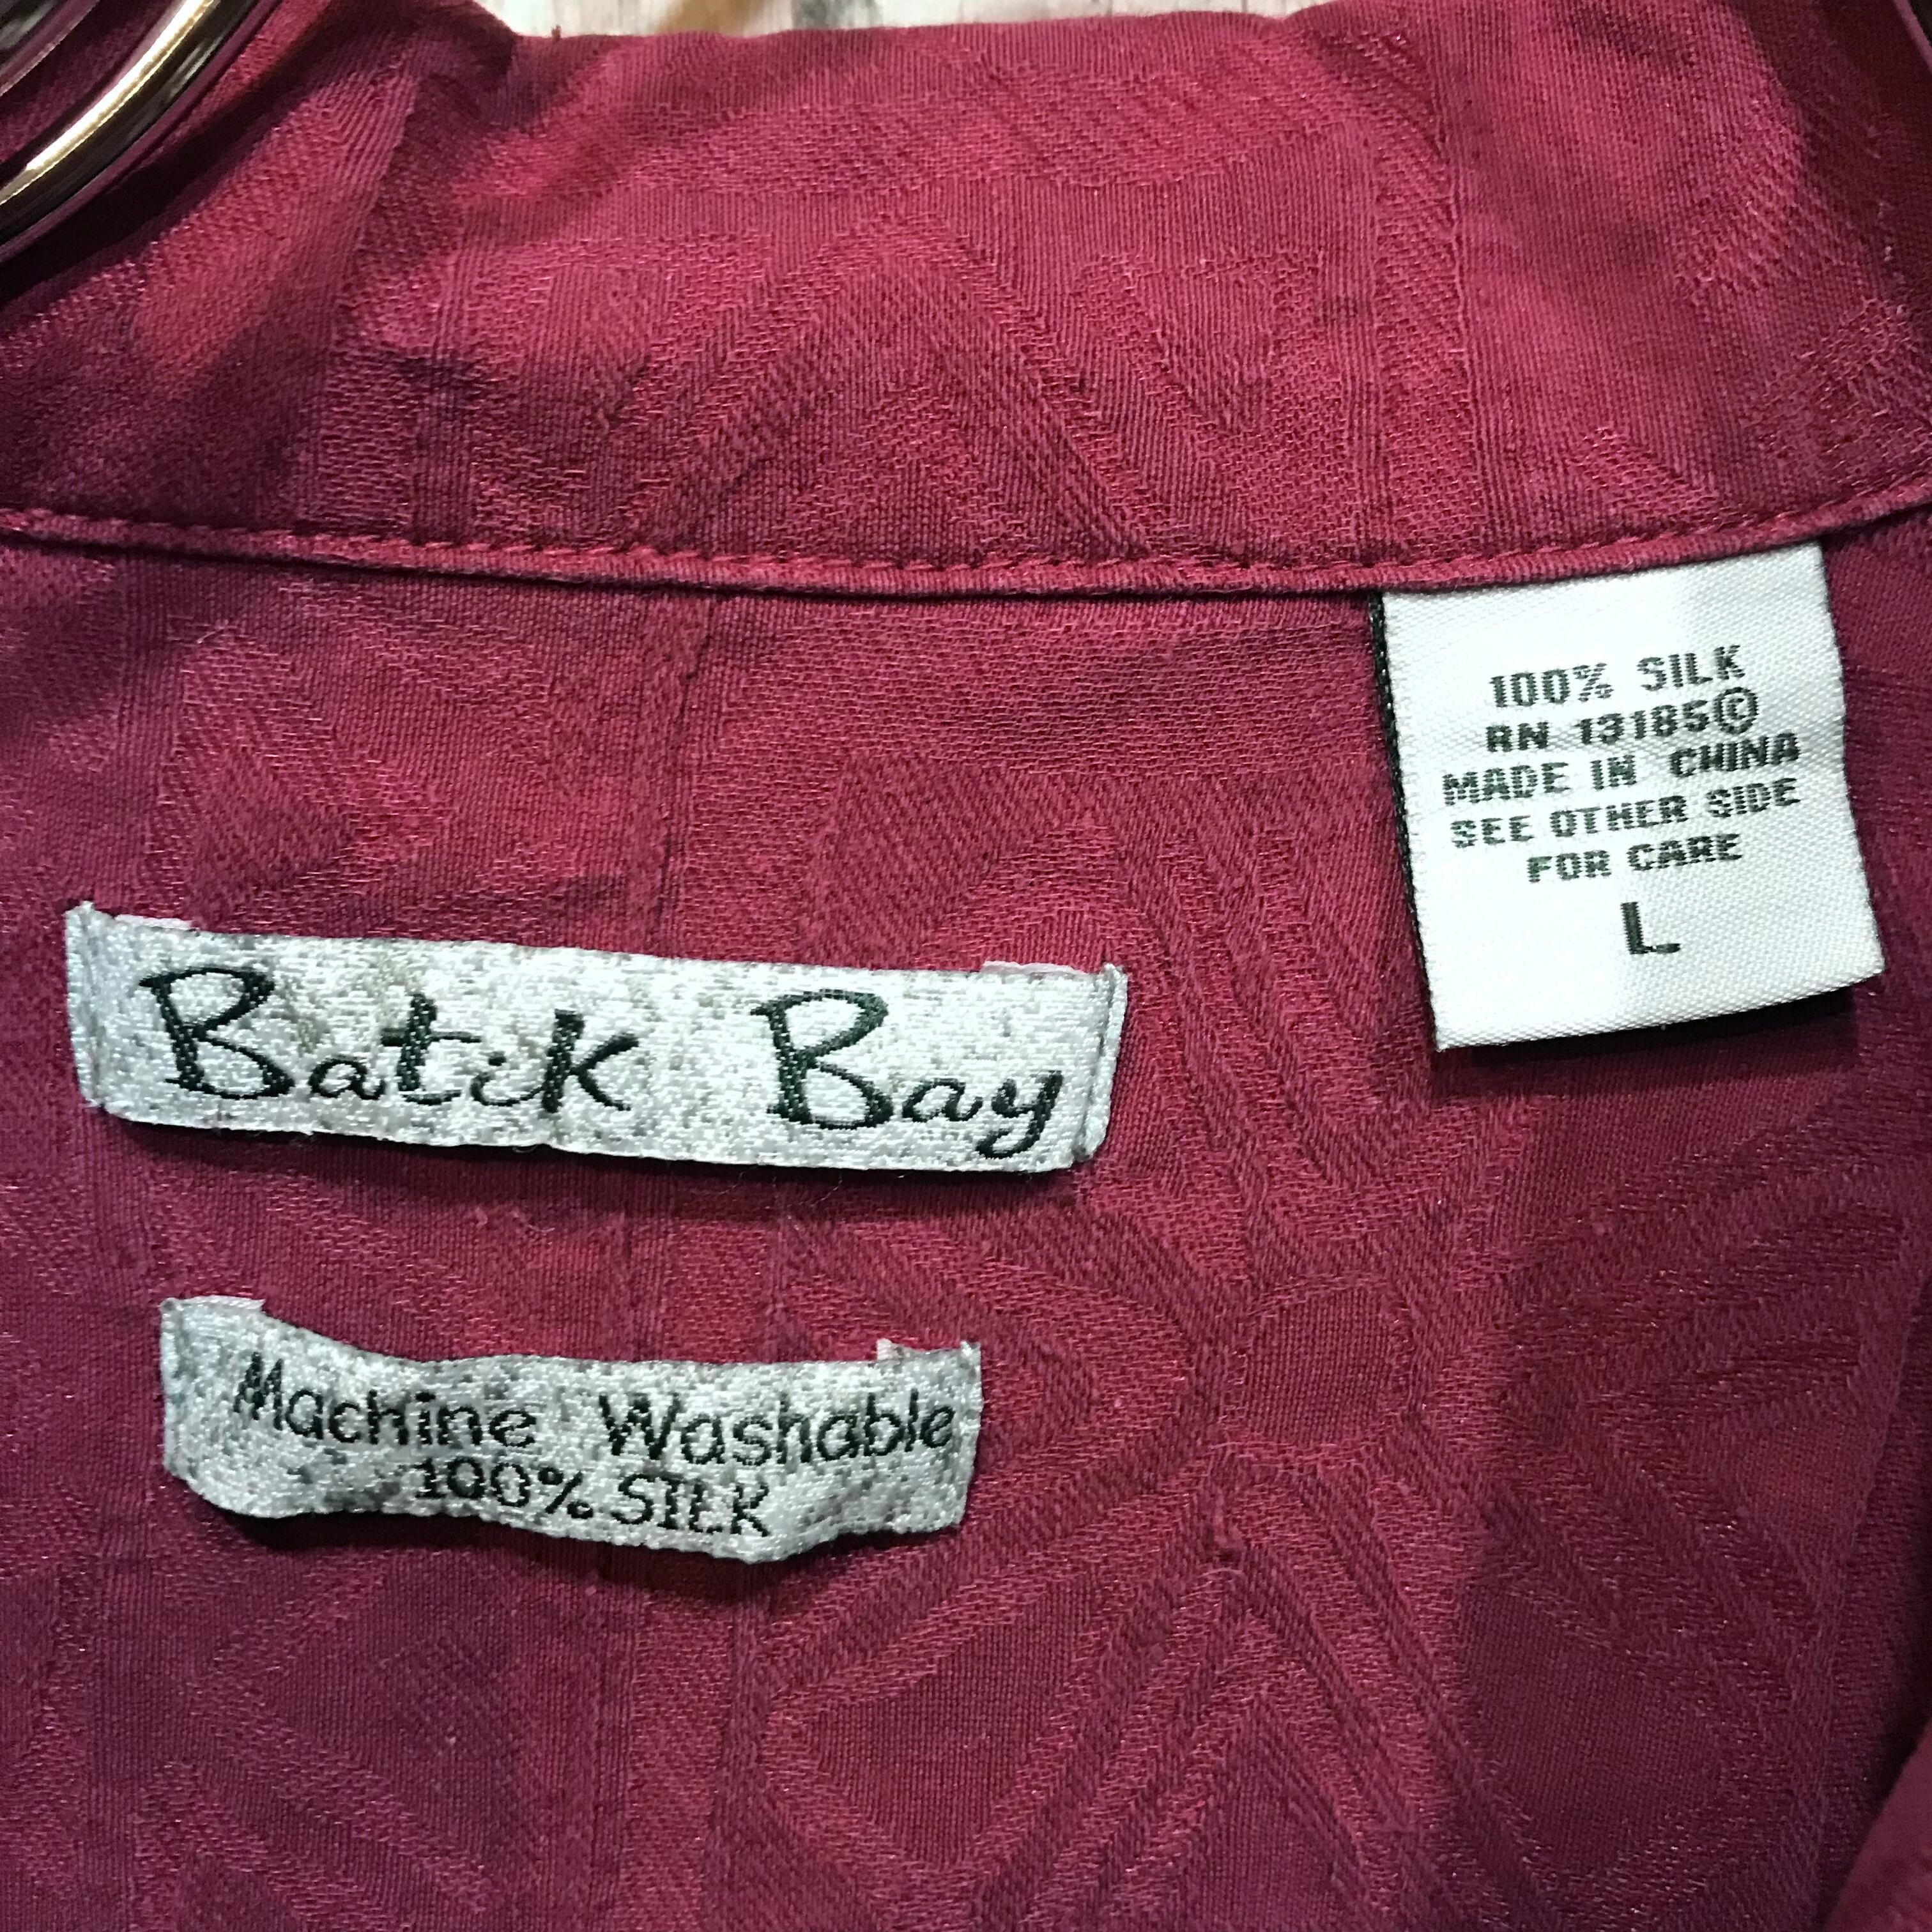 100% SILK
RN 13185©
MADE IN CHINA
SEE OTHER SIDE
FOR CARE
L
Batik Bay
Machine Washable
100% SILK